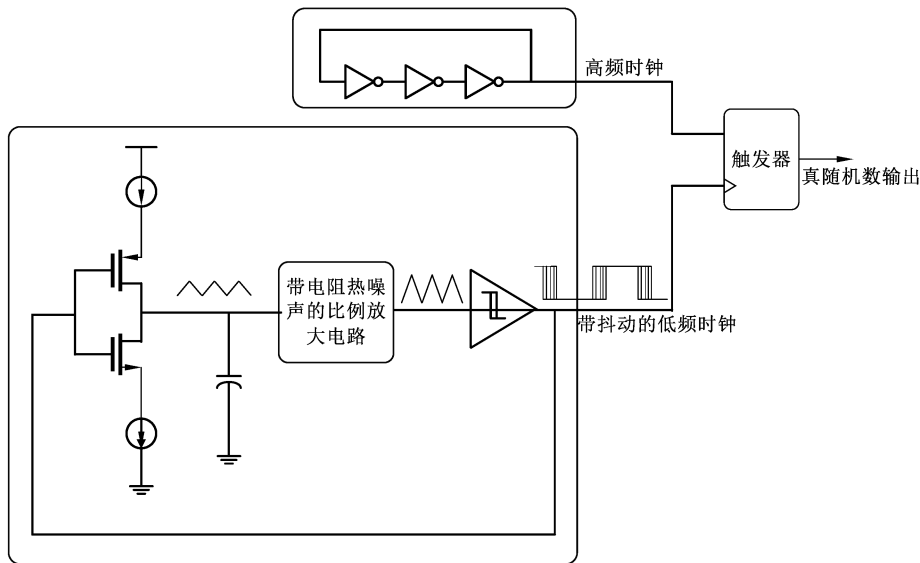 高频时钟
触发器
真随机数输出
带电阻热噪
声的比例放
大电路
带抖动的低频时钟